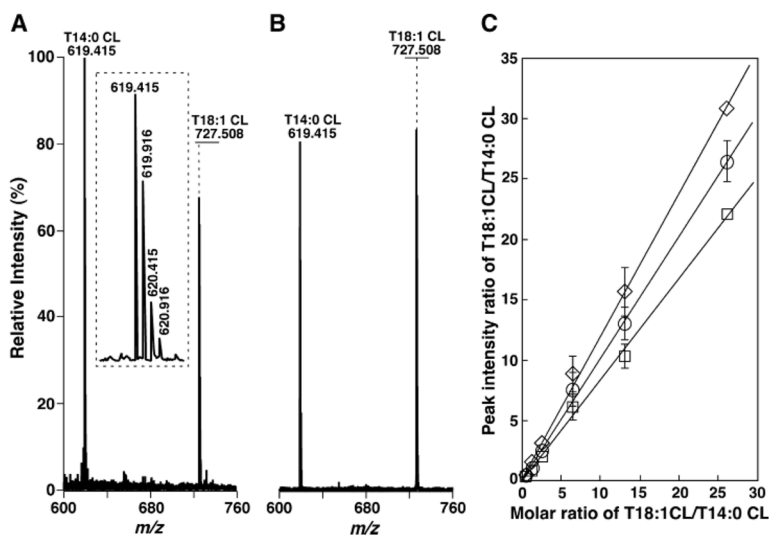 A
T14:0 CL
619.415
T18:1 CL
727.508
619.415
619.916
620.415
620.916
Relative Intensity (%)
100
80
60
40
20
0
600
680
760
m/z
B
T18:1 CL
727.508
T14:0 CL
619.415
600
680
760
m/z
C
Peak intensity ratio of T18:1CL/T14:0 CL
35
30
25
20
15
10
5
0
0
5
10
15
20
25
30
Molar ratio of T18:1CL/T14:0 CL